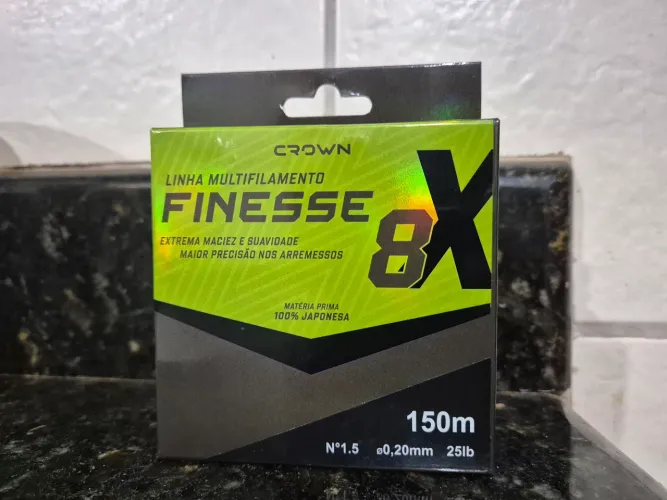 CROWN
LINHA MULTIFILAMENTO
FINESSE
8X
EXTREMA MACIEZ E SUAVIDADE
MAIOR PRECISÃO NOS ARREMESSOS
MATÉRIA PRIMA
100% JAPONESA
150m
N°1.5 ø0,20mm 25lb